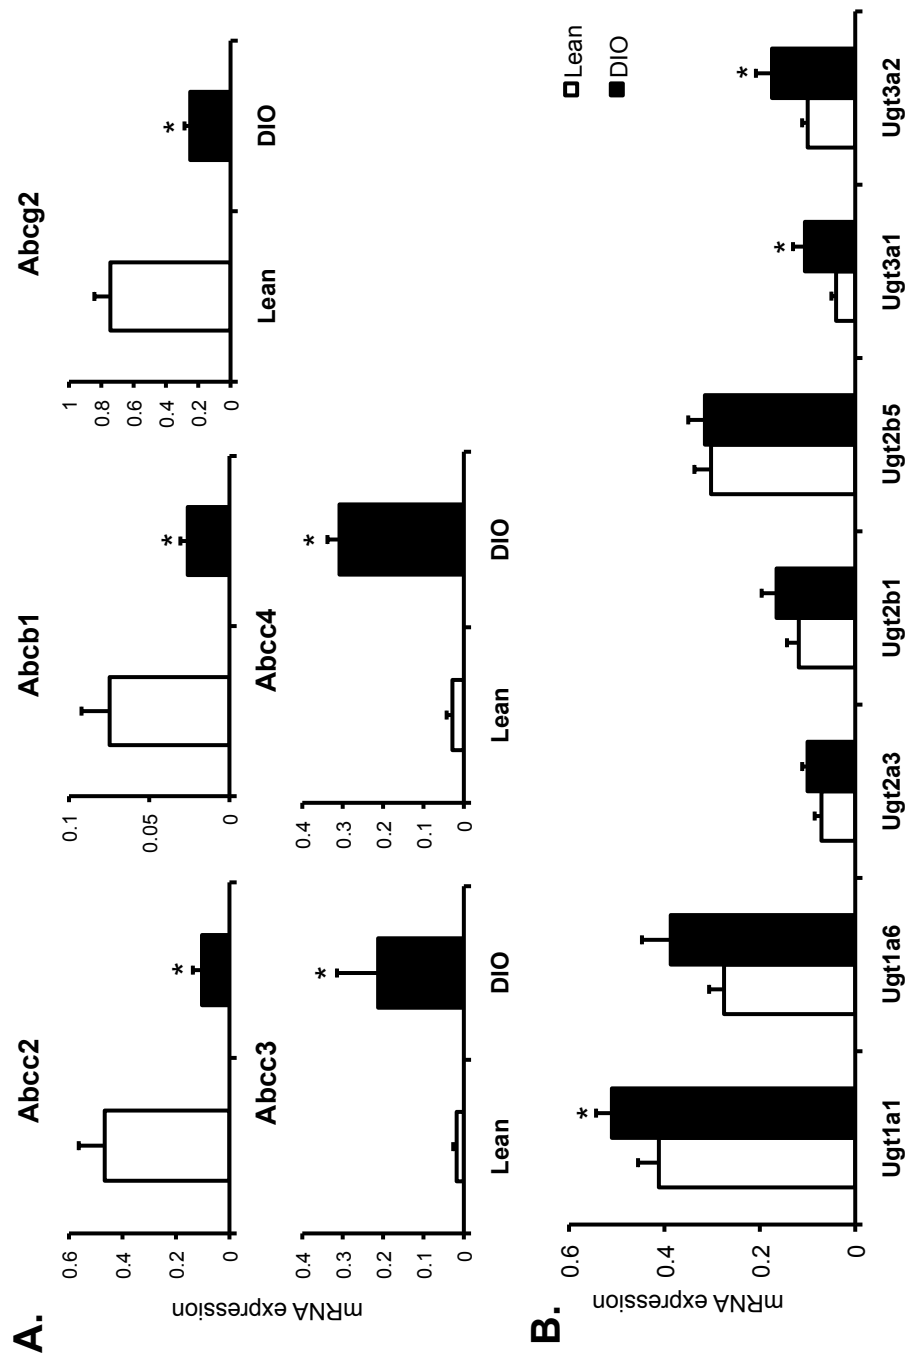 A.
Abcc2
Abcb1
Abcg2
mRNA expression
0.6
0.4
0.2
0
*
0.1
0.05
0
*
1
0.8
0.6
0.4
0.2
0
*
Lean
DIO
Abcc3
Abcc4
0.4
0.3
0.2
0.1
0
*
Lean
DIO
0.4
0.3
0.2
0.1
0
*
Lean
DIO
B.
mRNA expression
0.6
0.4
0.2
0
Lean
DIO
*
*
*
Ugt1a1
Ugt1a6
Ugt2a3
Ugt2b1
Ugt2b5
Ugt3a1
Ugt3a2